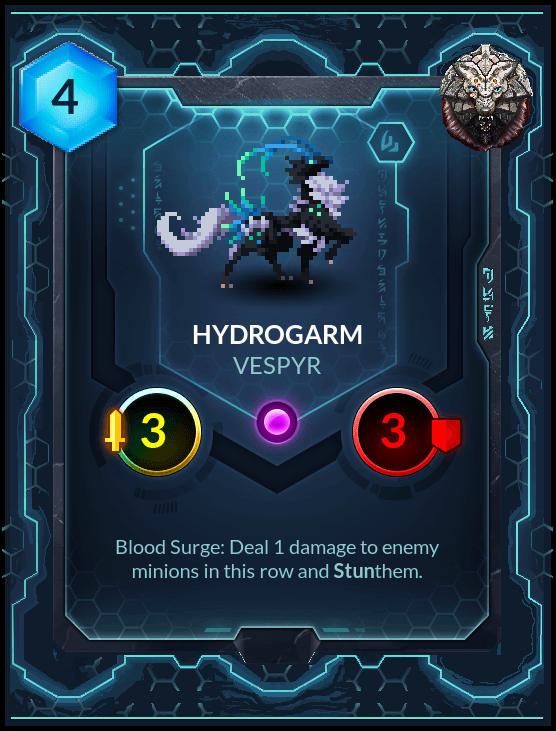 4
HYDROGARM
VESPYR
3
3
Blood Surge: Deal 1 damage to enemy
minions in this row and Stunthem.